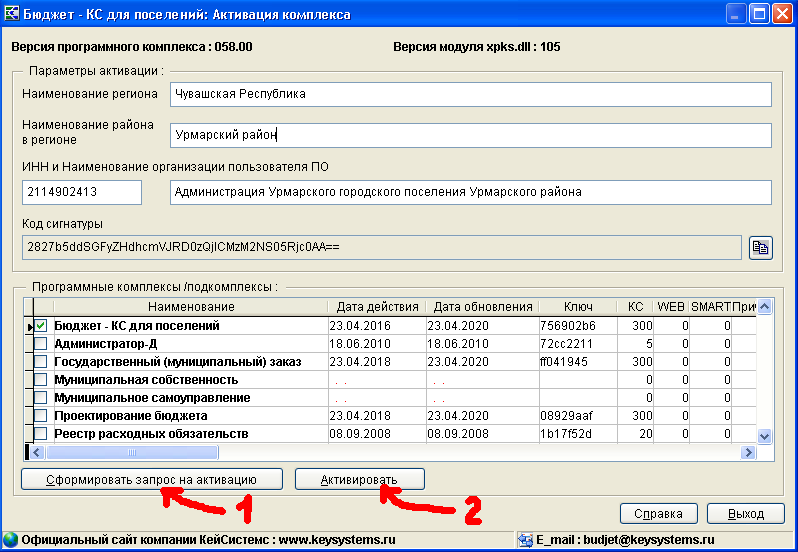 Бюджет - КС для поселений: Активация комплекса
Версия программного комплекса : 058.00 Версия модуля xpks.dll : 105
Параметры активации :
Наименование региона Чувашская Республика
Наименование района
в регионе Урмарский район
ИНН и Наименование организации пользователя ПО
2114902413 Администрация Урмарского городского поселения Урмарского района
Код сигнатуры
2827b5ddSGFyZHdhcmVJRD0zQjlCMzM2NS05Rjc0AA==
Программные комплексы /подкомплексы :
Наименование Дата действия Дата обновления Ключ КС WEB SMART При
Бюджет - КС для поселений 23.04.2016 23.04.2020 756902b6 300 0 0
Администратор-Д 18.06.2010 18.06.2010 72cc2211 5 0 0
Государственный (муниципальный) заказ 23.04.2018 23.04.2020 ff041945 300 0 0
Муниципальная собственность . . . . 0 0 0
Муниципальное самоуправление . . . . 0 0 0
Проектирование бюджета 23.04.2018 23.04.2020 08929aaf 300 0 0
Реестр расходных обязательств 08.09.2008 08.09.2008 1b17f52d 20 0 0
Сформировать запрос на активацию Активировать
1 2
Справка Выход
Официальный сайт компании КейСистемс : www.keysystems.ru E_mail : budjet@keysystems.ru